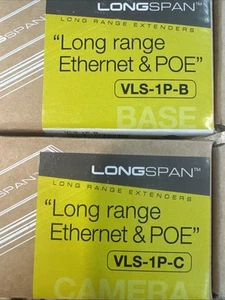 LONGSPAN™
LONG RANGE EXTENDERS
"Long range
Ethernet & POE"
VLS-1P-B
BASE
LONGSPAN™
LONG RANGE EXTENDERS
"Long range
Ethernet & POE"
VLS-1P-C
CAMERA